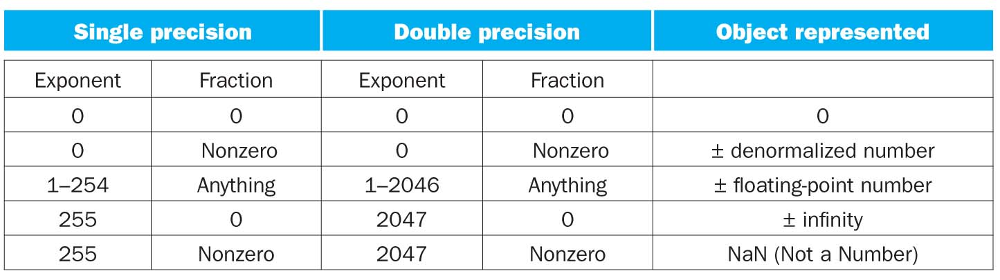 Single precision Double precision Object represented
Exponent Fraction Exponent Fraction
0 0 0 0 0
0 Nonzero 0 Nonzero ± denormalized number
1–254 Anything 1–2046 Anything ± floating-point number
255 0 2047 0 ± infinity
255 Nonzero 2047 Nonzero NaN (Not a Number)